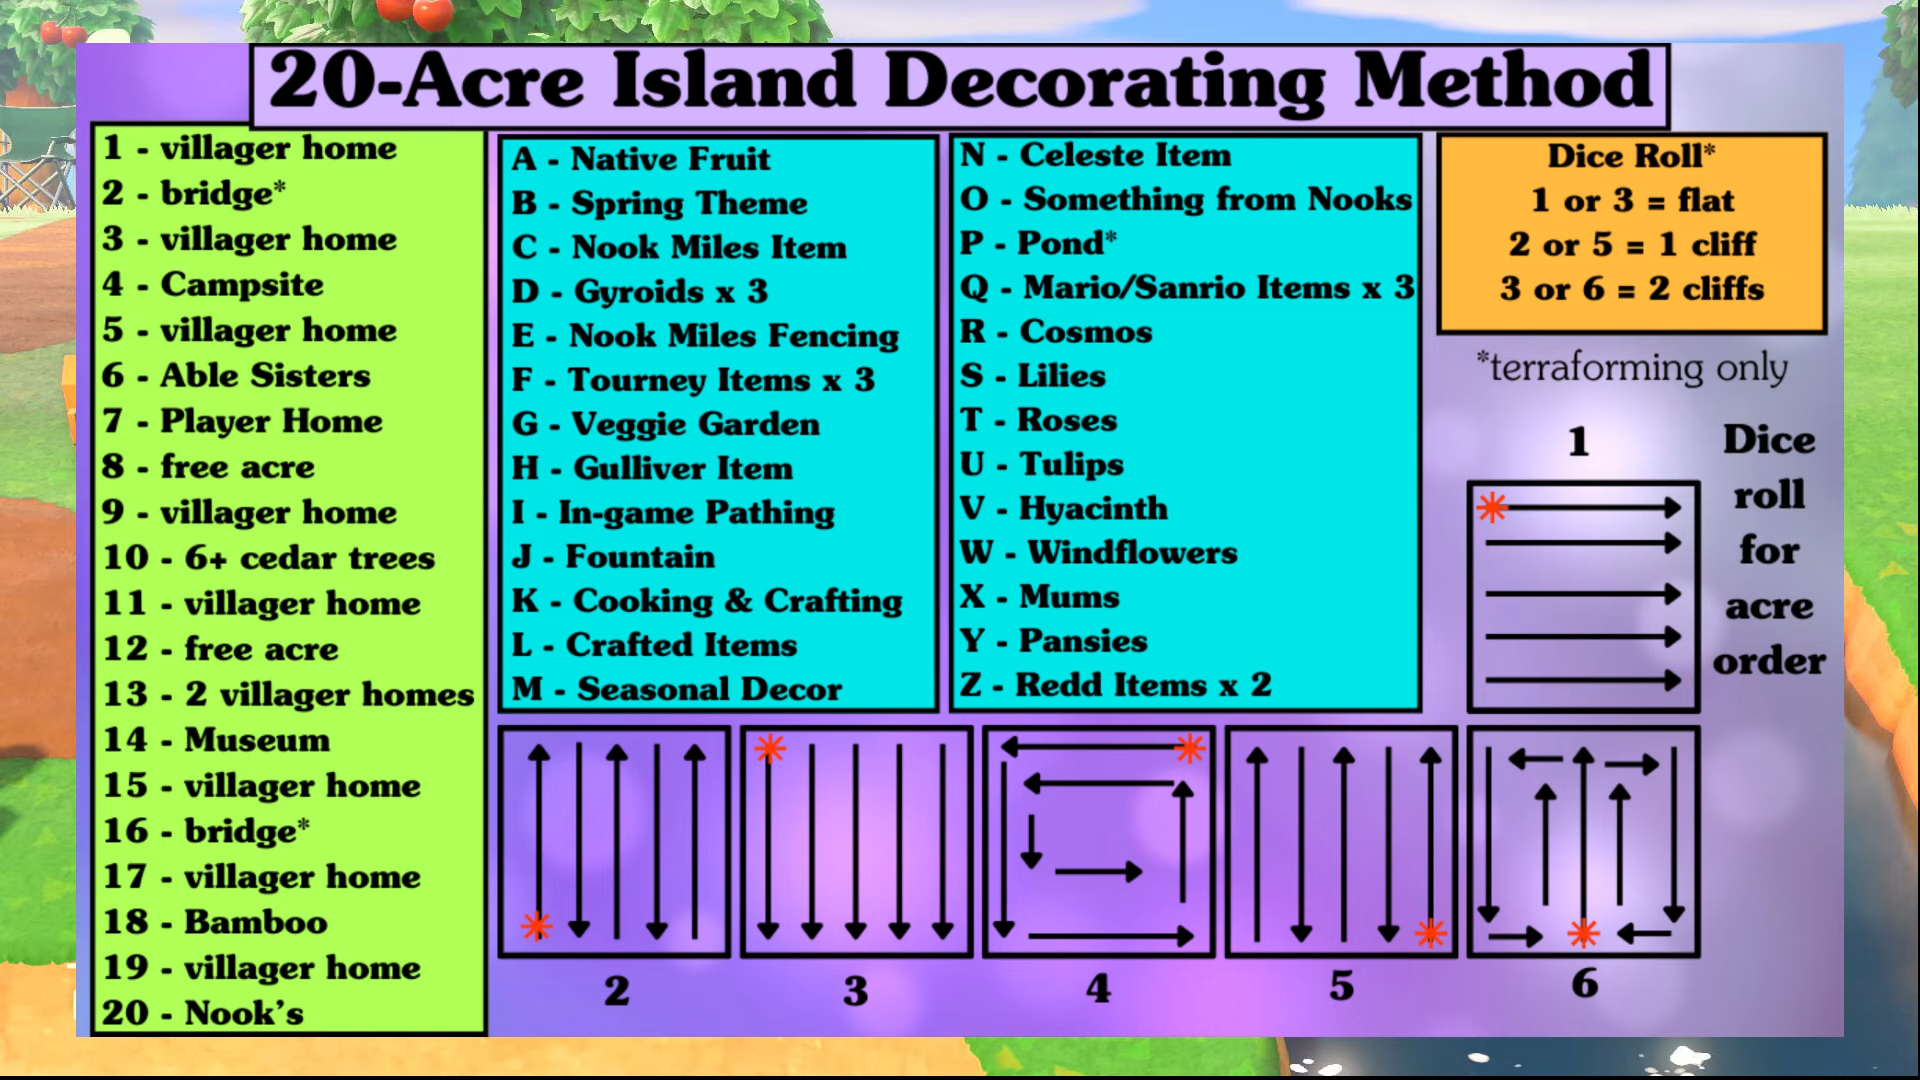 20-Acre Island Decorating Method
1 - villager home
2 - bridge*
3 - villager home
4 - Campsite
5 - villager home
6 - Able Sisters
7 - Player Home
8 - free acre
9 - villager home
10 - 6+ cedar trees
11 - villager home
12 - free acre
13 - 2 villager homes
14 - Museum
15 - villager home
16 - bridge*
17 - villager home
18 - Bamboo
19 - villager home
20 - Nook's
A - Native Fruit
B - Spring Theme
C - Nook Miles Item
D - Gyroids x 3
E - Nook Miles Fencing
F - Tourney Items x 3
G - Veggie Garden
H - Gulliver Item
I - In-game Pathing
J - Fountain
K - Cooking & Crafting
L - Crafted Items
M - Seasonal Decor
N - Celeste Item
O - Something from Nooks
P - Pond*
Q - Mario/Sanrio Items x 3
R - Cosmos
S - Lilies
T - Roses
U - Tulips
V - Hyacinth
W - Windflowers
X - Mums
Y - Pansies
Z - Redd Items x 2
Dice Roll*
1 or 3 = flat
2 or 5 = 1 cliff
3 or 6 = 2 cliffs
*terraforming only
1
Dice
roll
for
acre
order
2
3
4
5
6